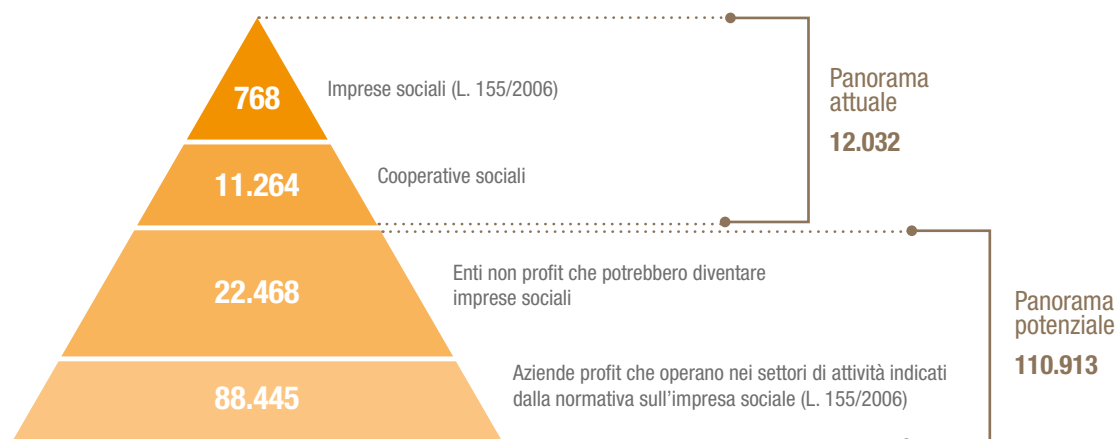 768
Imprese sociali (L. 155/2006)
Panorama
attuale
12.032
11.264
Cooperative sociali
22.468
Enti non profit che potrebbero diventare
imprese sociali
Panorama
potenziale
110.913
88.445
Aziende profit che operano nei settori di attività indicati
dalla normativa sull'impresa sociale (L. 155/2006)